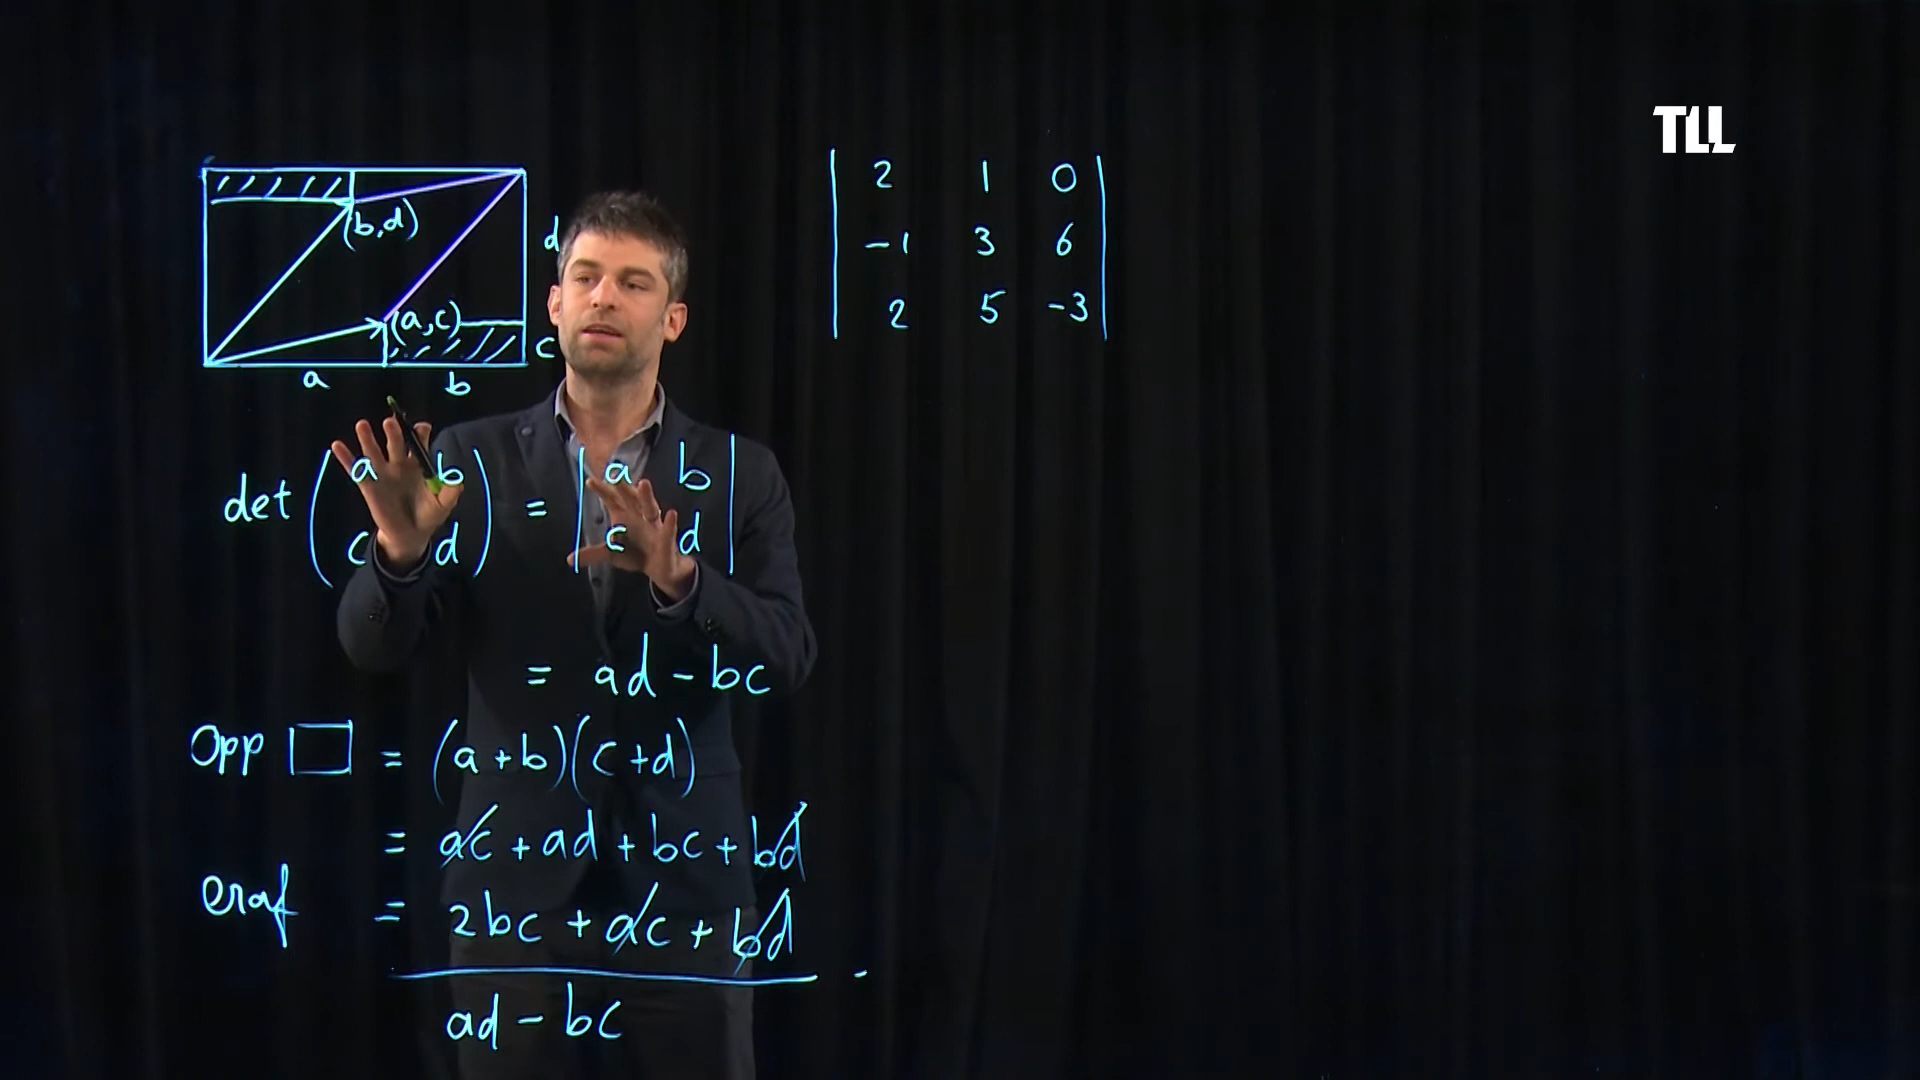 TLL
(b,d)
d
(a,c)
c
a b
det ( a b ) = | a b |
( c d ) | c d |
= ad - bc
Opp □ = (a+b)(c+d)
= ac + ad + bc + bd
eraf = 2bc + ac + bd
-
ad - bc
| 2 1 0 |
| -1 3 6 |
| 2 5 -3 |